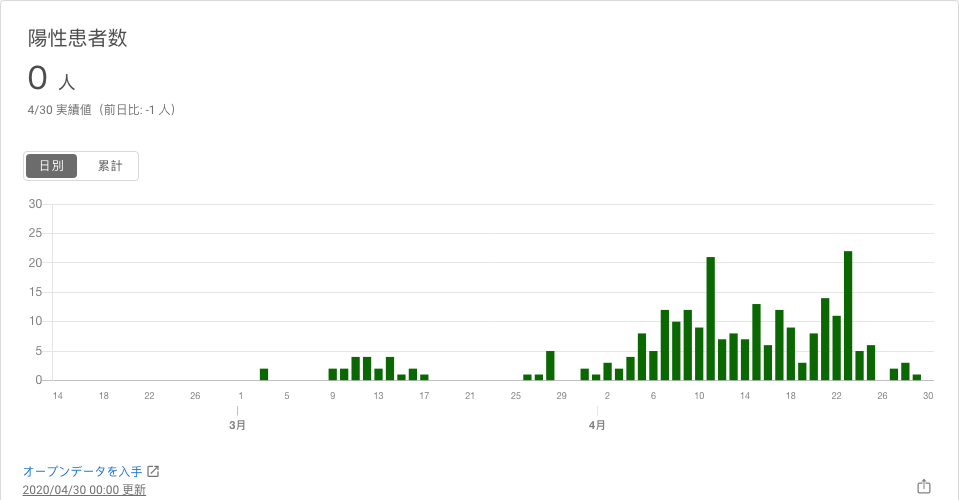 陽性患者数
0 人
4/30 実績値（前日比: -1 人）
日別 累計
30
25
20
15
10
5
0
14 18 22 26 1 5 9 13 17 21 25 29 2 6 10 14 18 22 26 30
3月 4月
オープンデータを入手
2020/04/30 00:00 更新